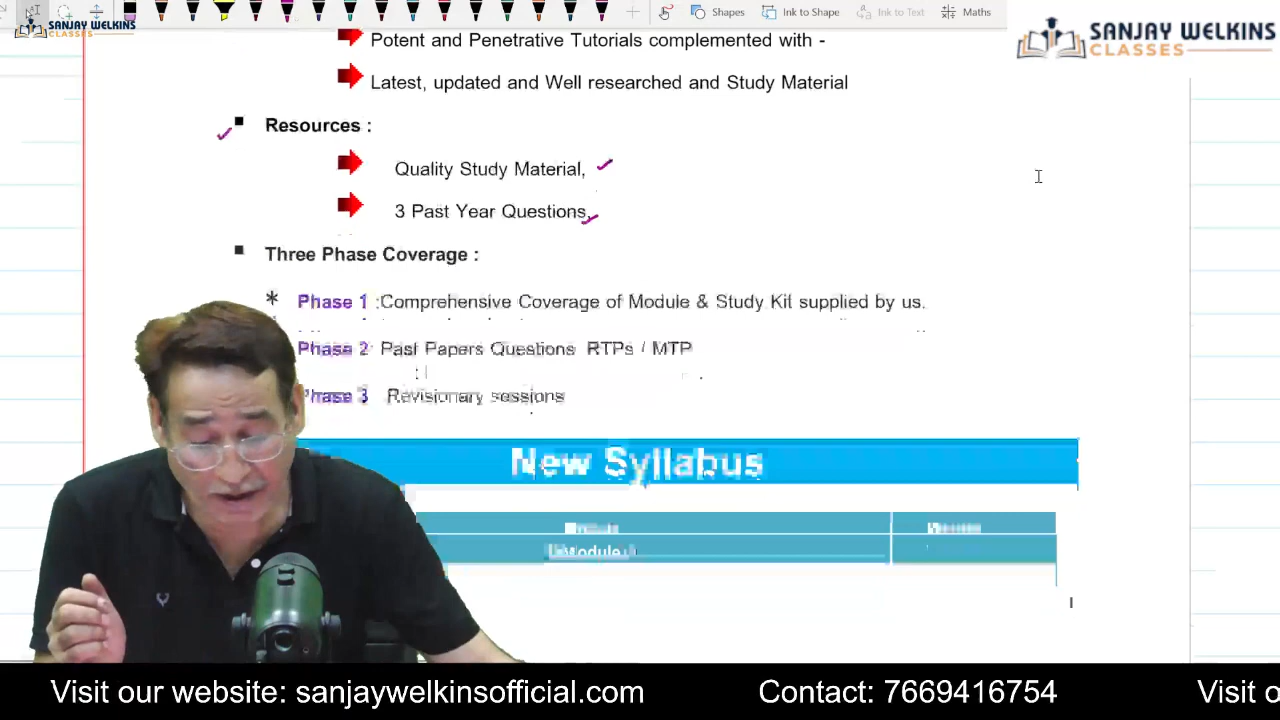 Shapes
Ink to Shape
Ink to Text
Maths
SANJAY WELKINS
CLASSES
SANJAY WELKINS
CLASSES
Potent and Penetrative Tutorials complemented with -
Latest, updated and Well researched and Study Material
Resources :
Quality Study Material,
3 Past Year Questions,
Three Phase Coverage :
* Phase 1 :Comprehensive Coverage of Module & Study Kit supplied by us.
Phase 2 Past Papers Questions RTPs / MTP
Phase 3 Revisionary sessions
New Syllabus
Module
Visit our website: sanjaywelkinsofficial.com Contact: 7669416754 Visit o